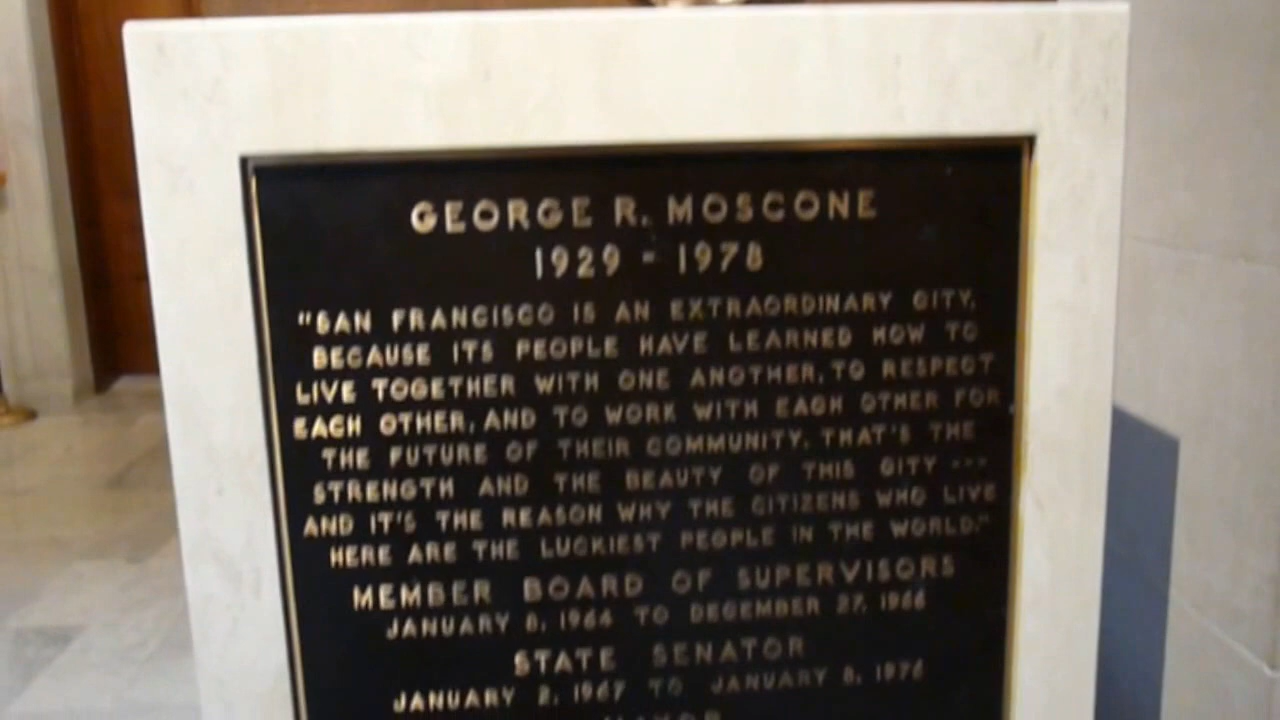 GEORGE R. MOSCONE
1929 - 1978
"SAN FRANCISCO IS AN EXTRAORDINARY CITY,
BECAUSE ITS PEOPLE HAVE LEARNED HOW TO
LIVE TOGETHER WITH ONE ANOTHER, TO RESPECT
EACH OTHER, AND TO WORK WITH EACH OTHER FOR
THE FUTURE OF THEIR COMMUNITY. THAT'S THE
STRENGTH AND THE BEAUTY OF THIS CITY ---
AND IT'S THE REASON WHY THE CITIZENS WHO LIVE
HERE ARE THE LUCKIEST PEOPLE IN THE WORLD."
MEMBER BOARD OF SUPERVISORS
JANUARY 8, 1964 TO DECEMBER 27, 1966
STATE SENATOR
JANUARY 2, 1967 TO JANUARY 8, 1976
MAYOR